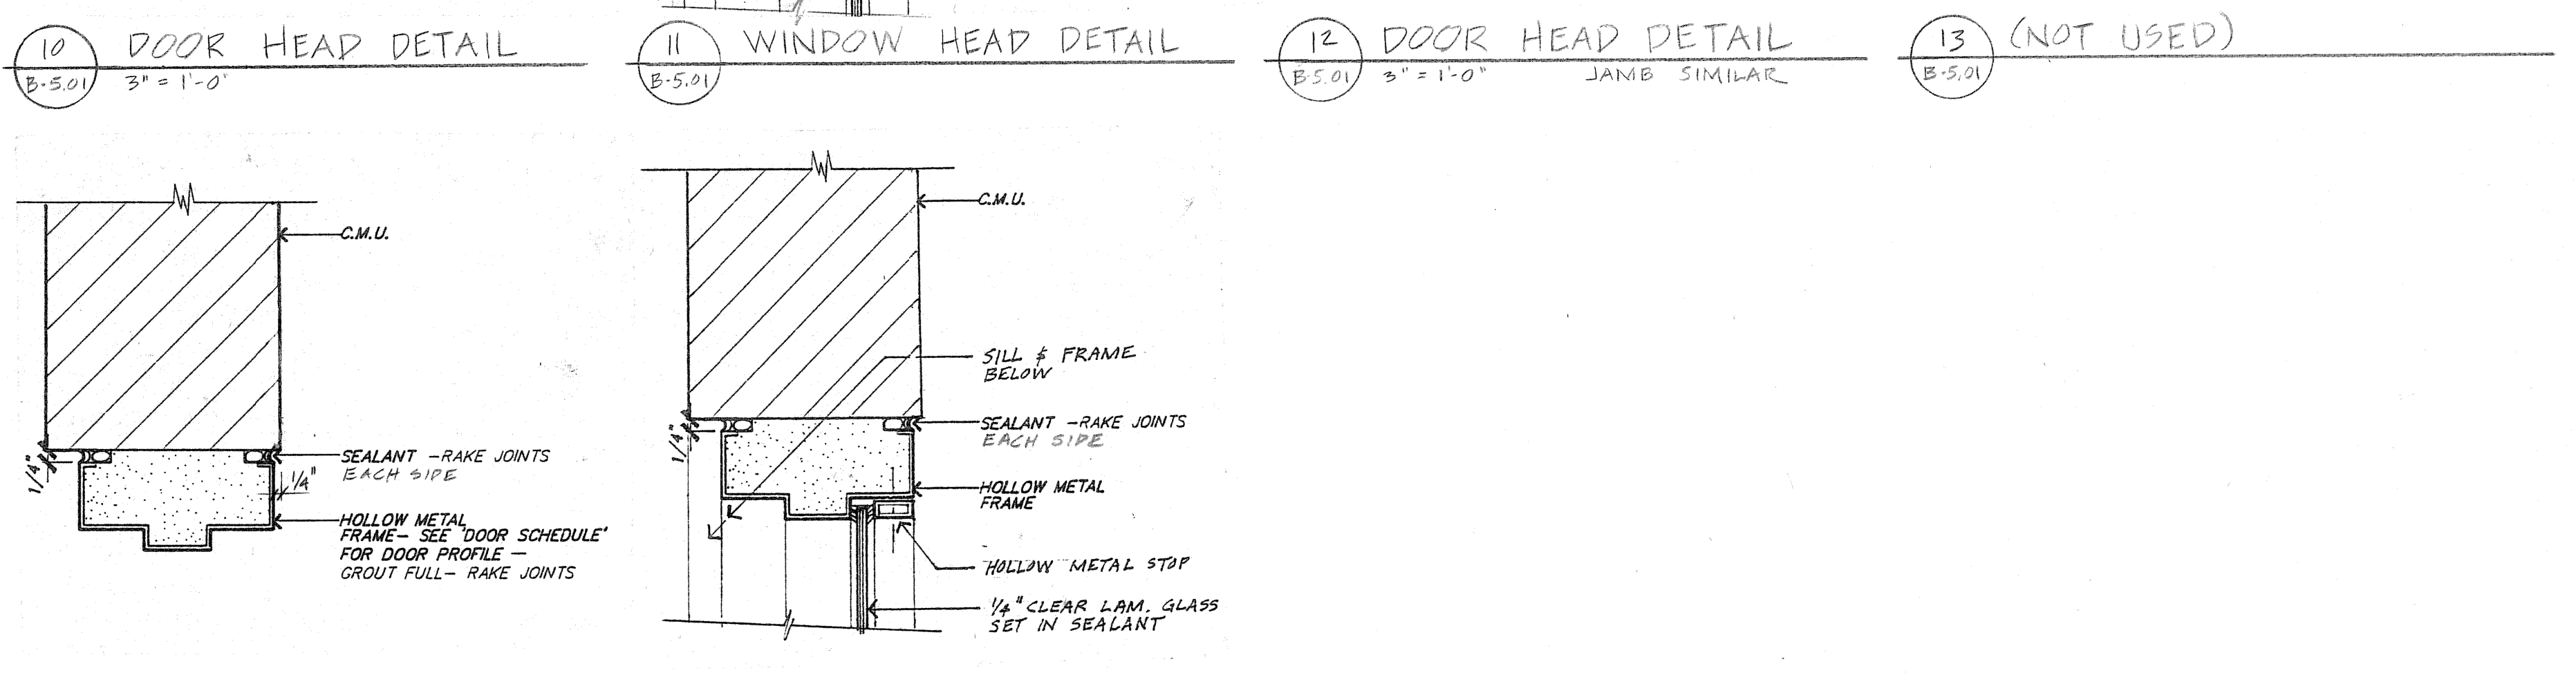 10 DOOR HEAD DETAIL
B-5.01 3" = 1'-0"
11 WINDOW HEAD DETAIL
B-5.01
12 DOOR HEAD DETAIL
B-5.01 3" = 1'-0" JAMB SIMILAR
13 (NOT USED)
B-5.01
C.M.U.
1/4"
SEALANT -RAKE JOINTS
EACH SIDE
1/4"
HOLLOW METAL
FRAME- SEE 'DOOR SCHEDULE'
FOR DOOR PROFILE -
GROUT FULL- RAKE JOINTS
C.M.U.
SILL & FRAME
BELOW
1/4"
SEALANT -RAKE JOINTS
EACH SIDE
HOLLOW METAL
FRAME
HOLLOW METAL STOP
1/4" CLEAR LAM. GLASS
SET IN SEALANT